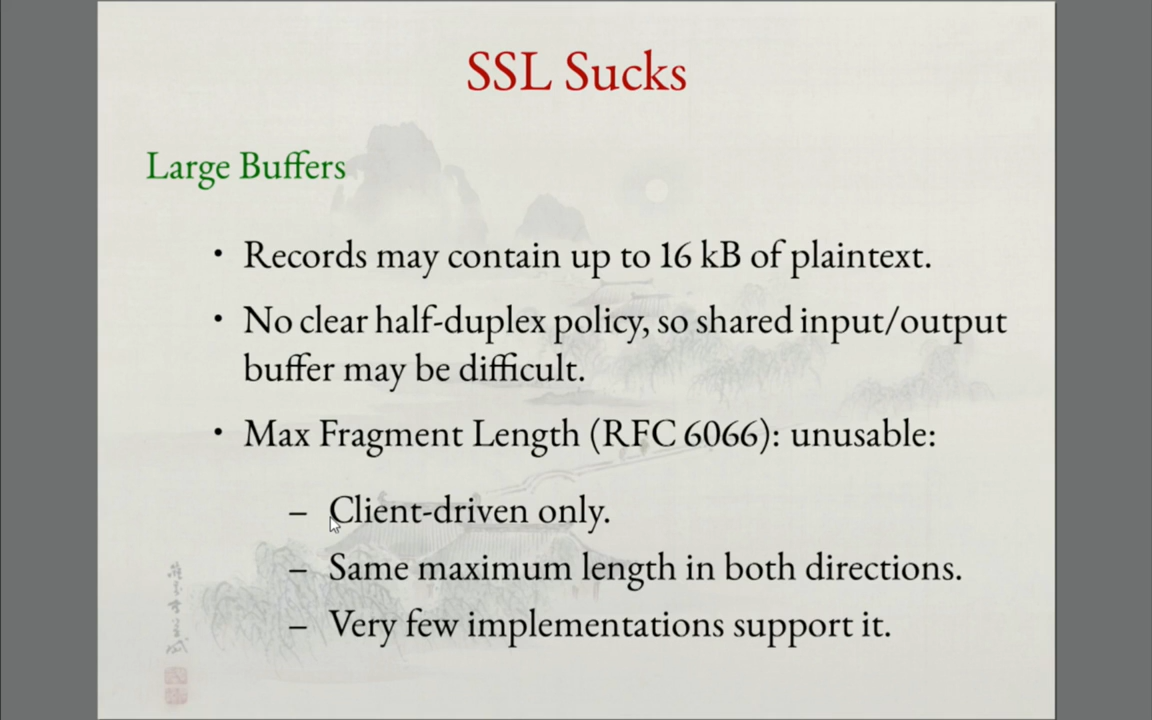 SSL Sucks
Large Buffers
• Records may contain up to 16 kB of plaintext.
• No clear half-duplex policy, so shared input/output
buffer may be difficult.
• Max Fragment Length (RFC 6066): unusable:
– Client-driven only.
– Same maximum length in both directions.
– Very few implementations support it.